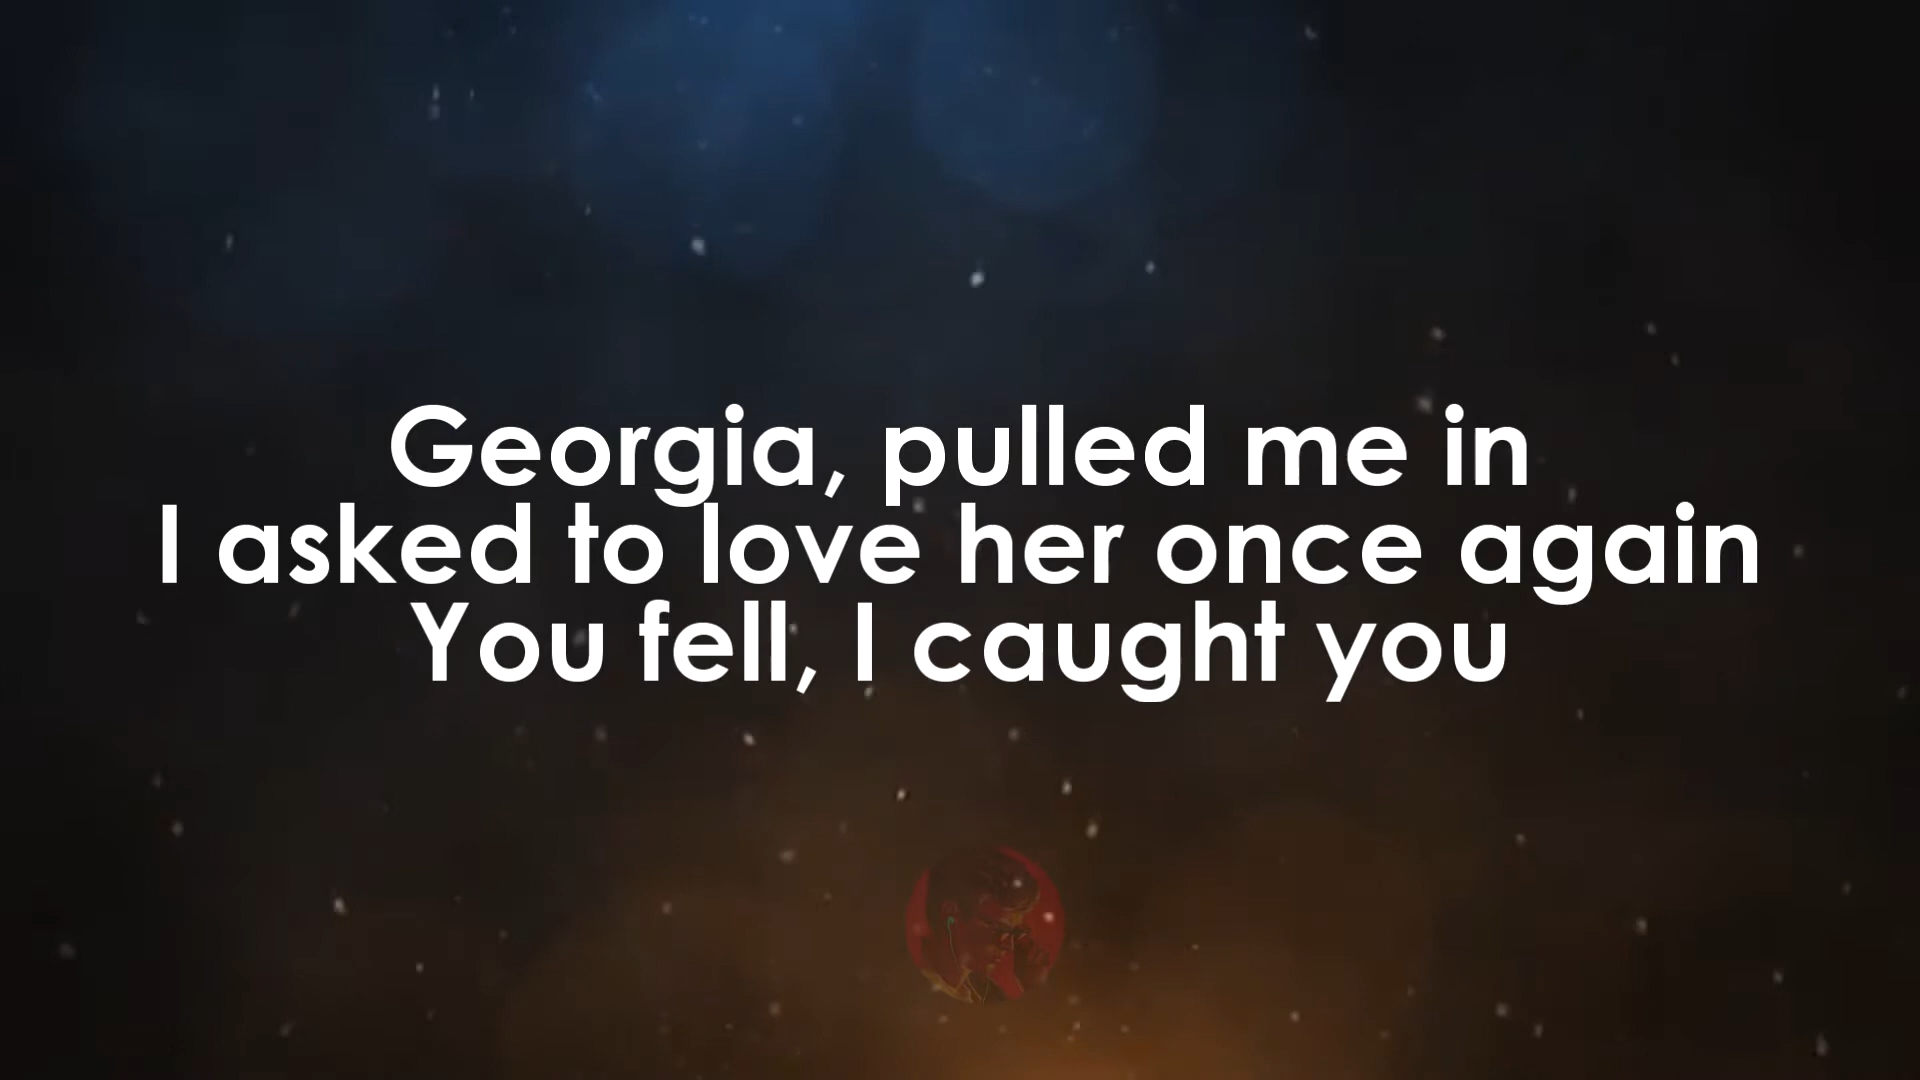 Georgia, pulled me in
I asked to love her once again
You fell, I caught you